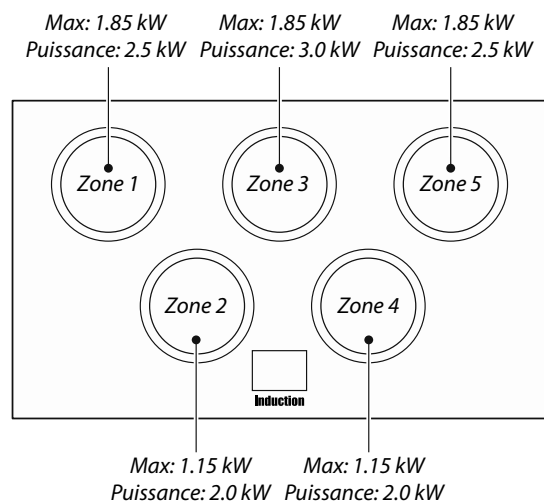 Max: 1.85 kW
Puissance: 2.5 kW
Max: 1.85 kW
Puissance: 3.0 kW
Max: 1.85 kW
Puissance: 2.5 kW
Zone 1
Zone 3
Zone 5
Zone 2
Zone 4
Induction
Max: 1.15 kW
Puissance: 2.0 kW
Max: 1.15 kW
Puissance: 2.0 kW